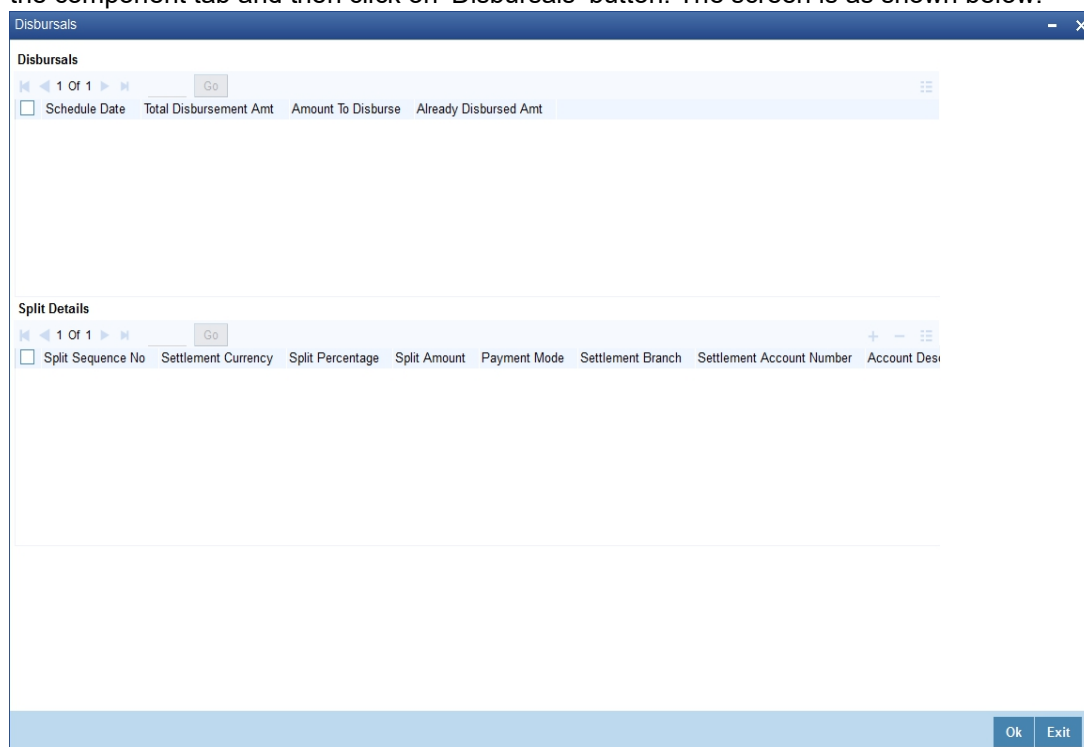 the component tab and then click on 'Disbursals' button. The screen is as shown below:
Disbursals
Disbursals
1 Of 1 Go
Schedule Date Total Disbursement Amt Amount To Disburse Already Disbursed Amt
Split Details
1 Of 1 Go
Split Sequence No Settlement Currency Split Percentage Split Amount Payment Mode Settlement Branch Settlement Account Number Account Des
Ok Exit